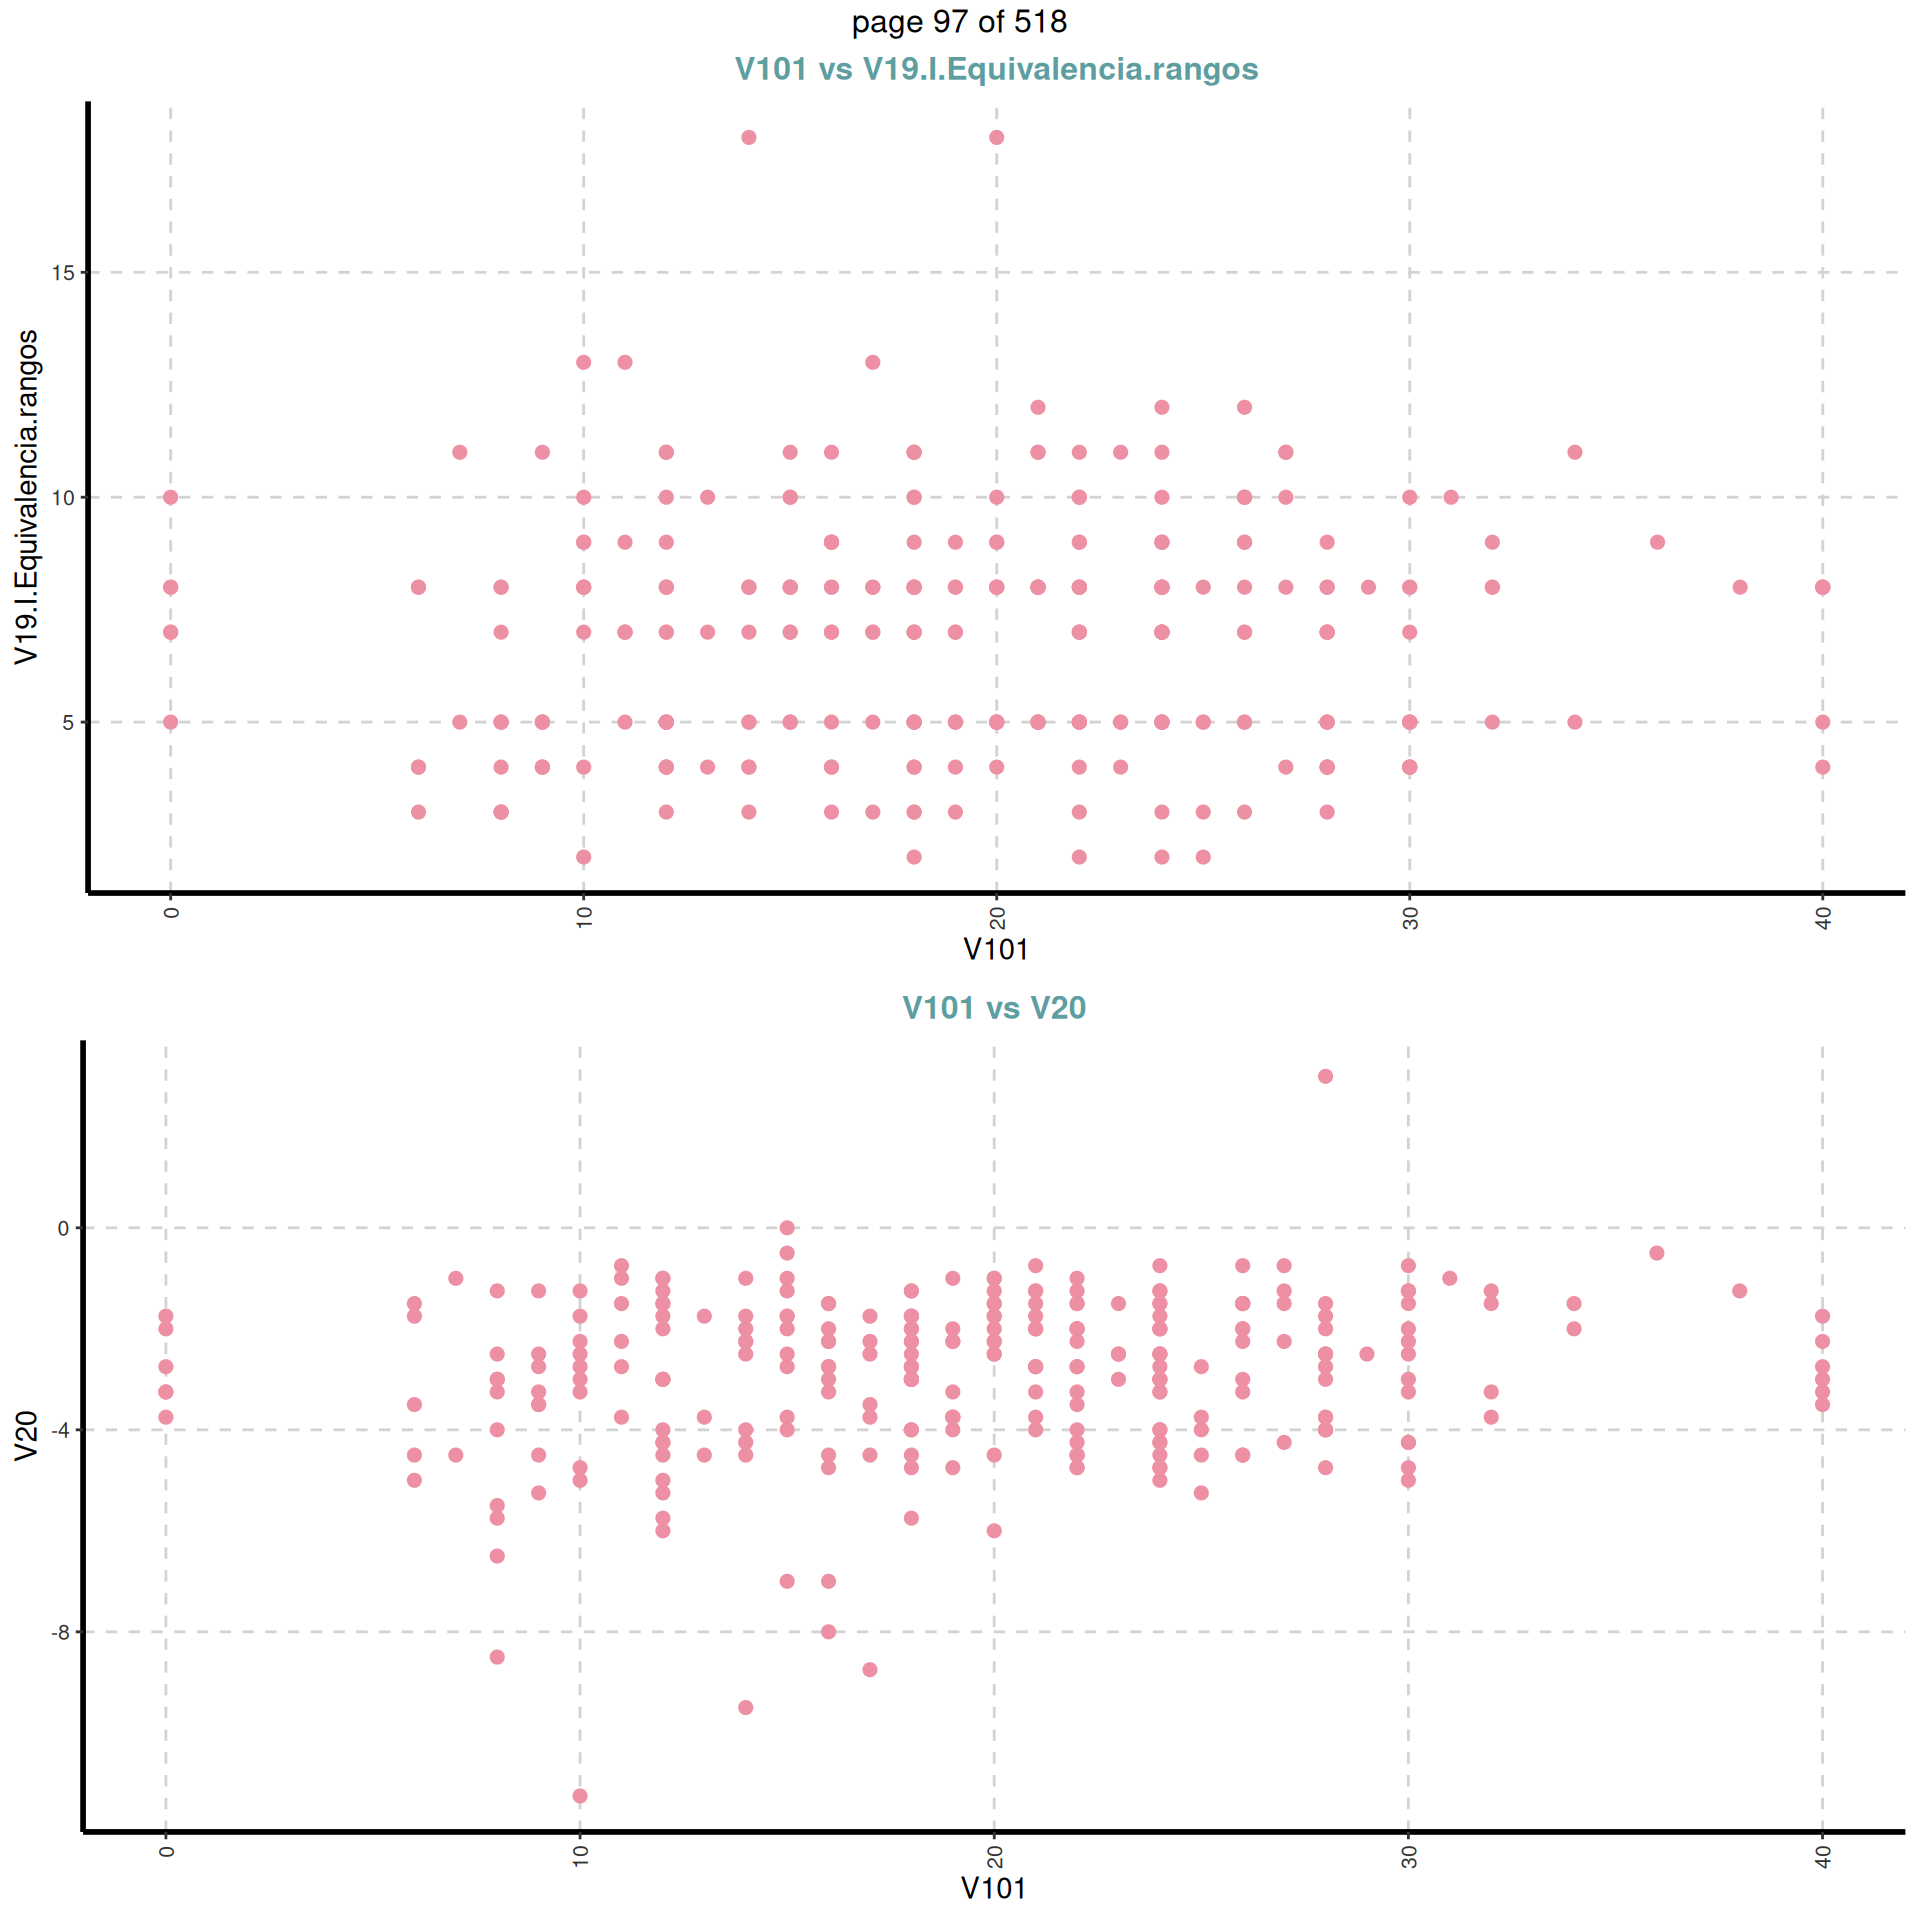 page 97 of 518
V101 vs V19.I.Equivalencia.rangos
V19.I.Equivalencia.rangos
15
10
5
0
10
20
30
40
V101
V101 vs V20
V20
0
-4
-8
0
10
20
30
40
V101